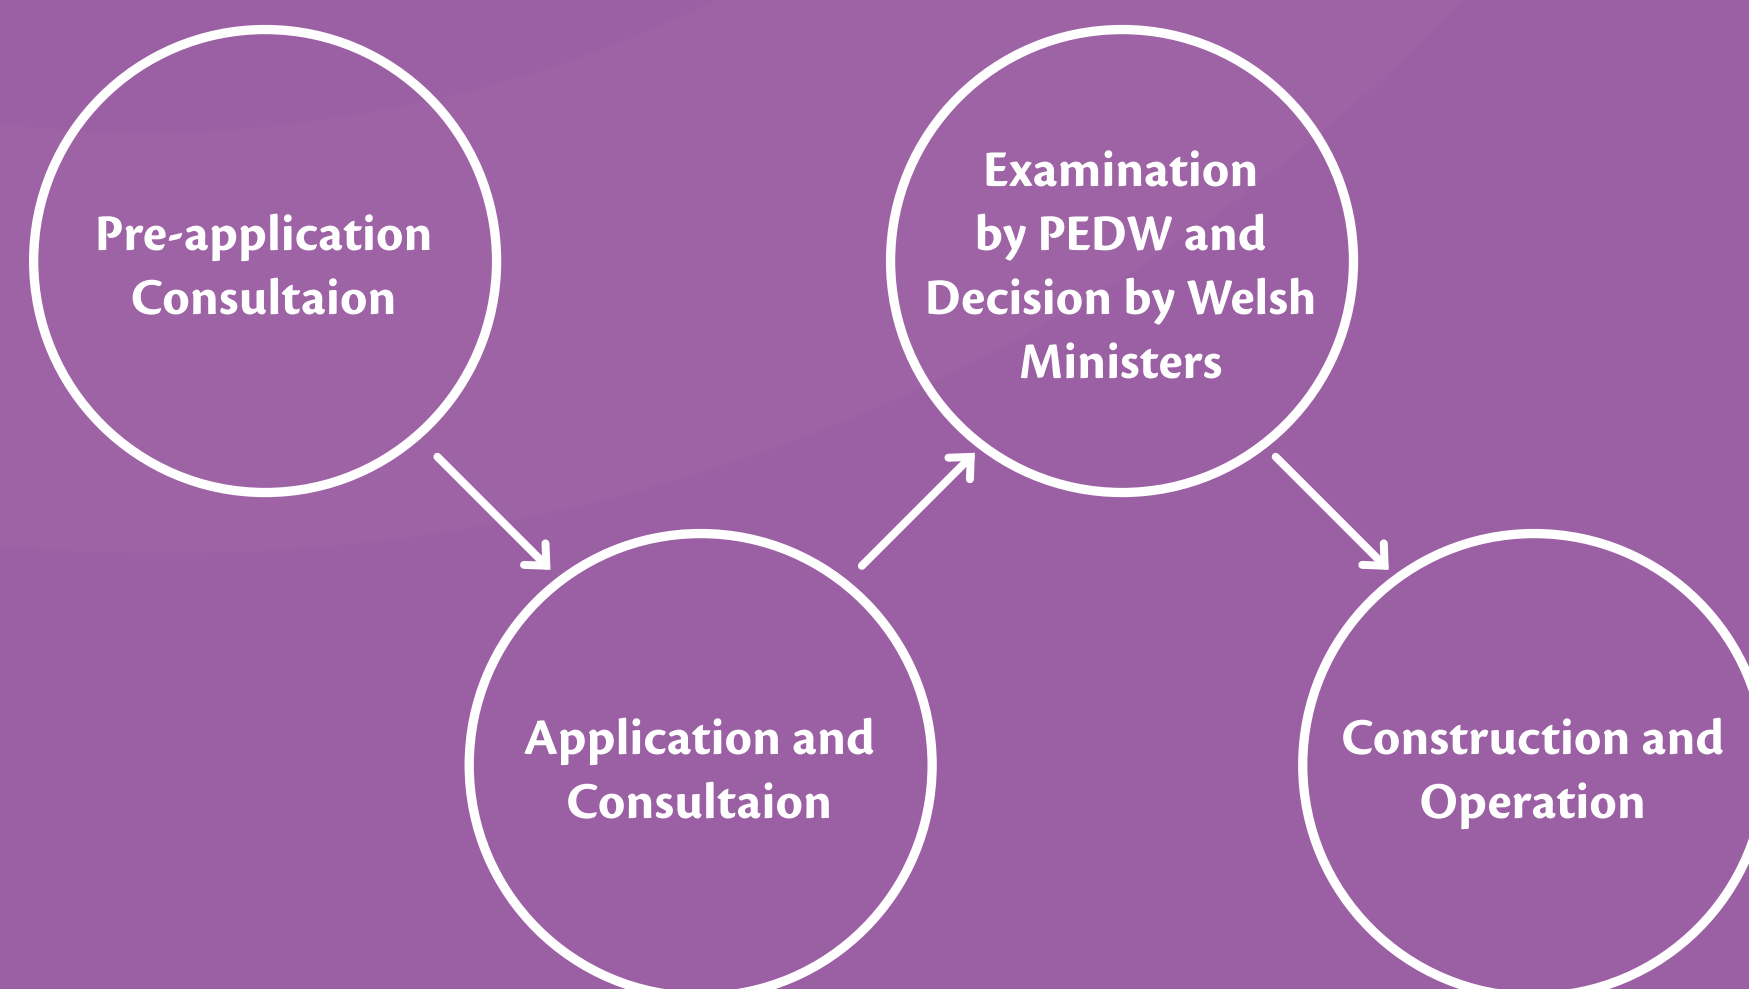 Pre-application
Consultaion
Application and
Consultaion
Examination
by PEDW and
Decision by Welsh
Ministers
Construction and
Operation